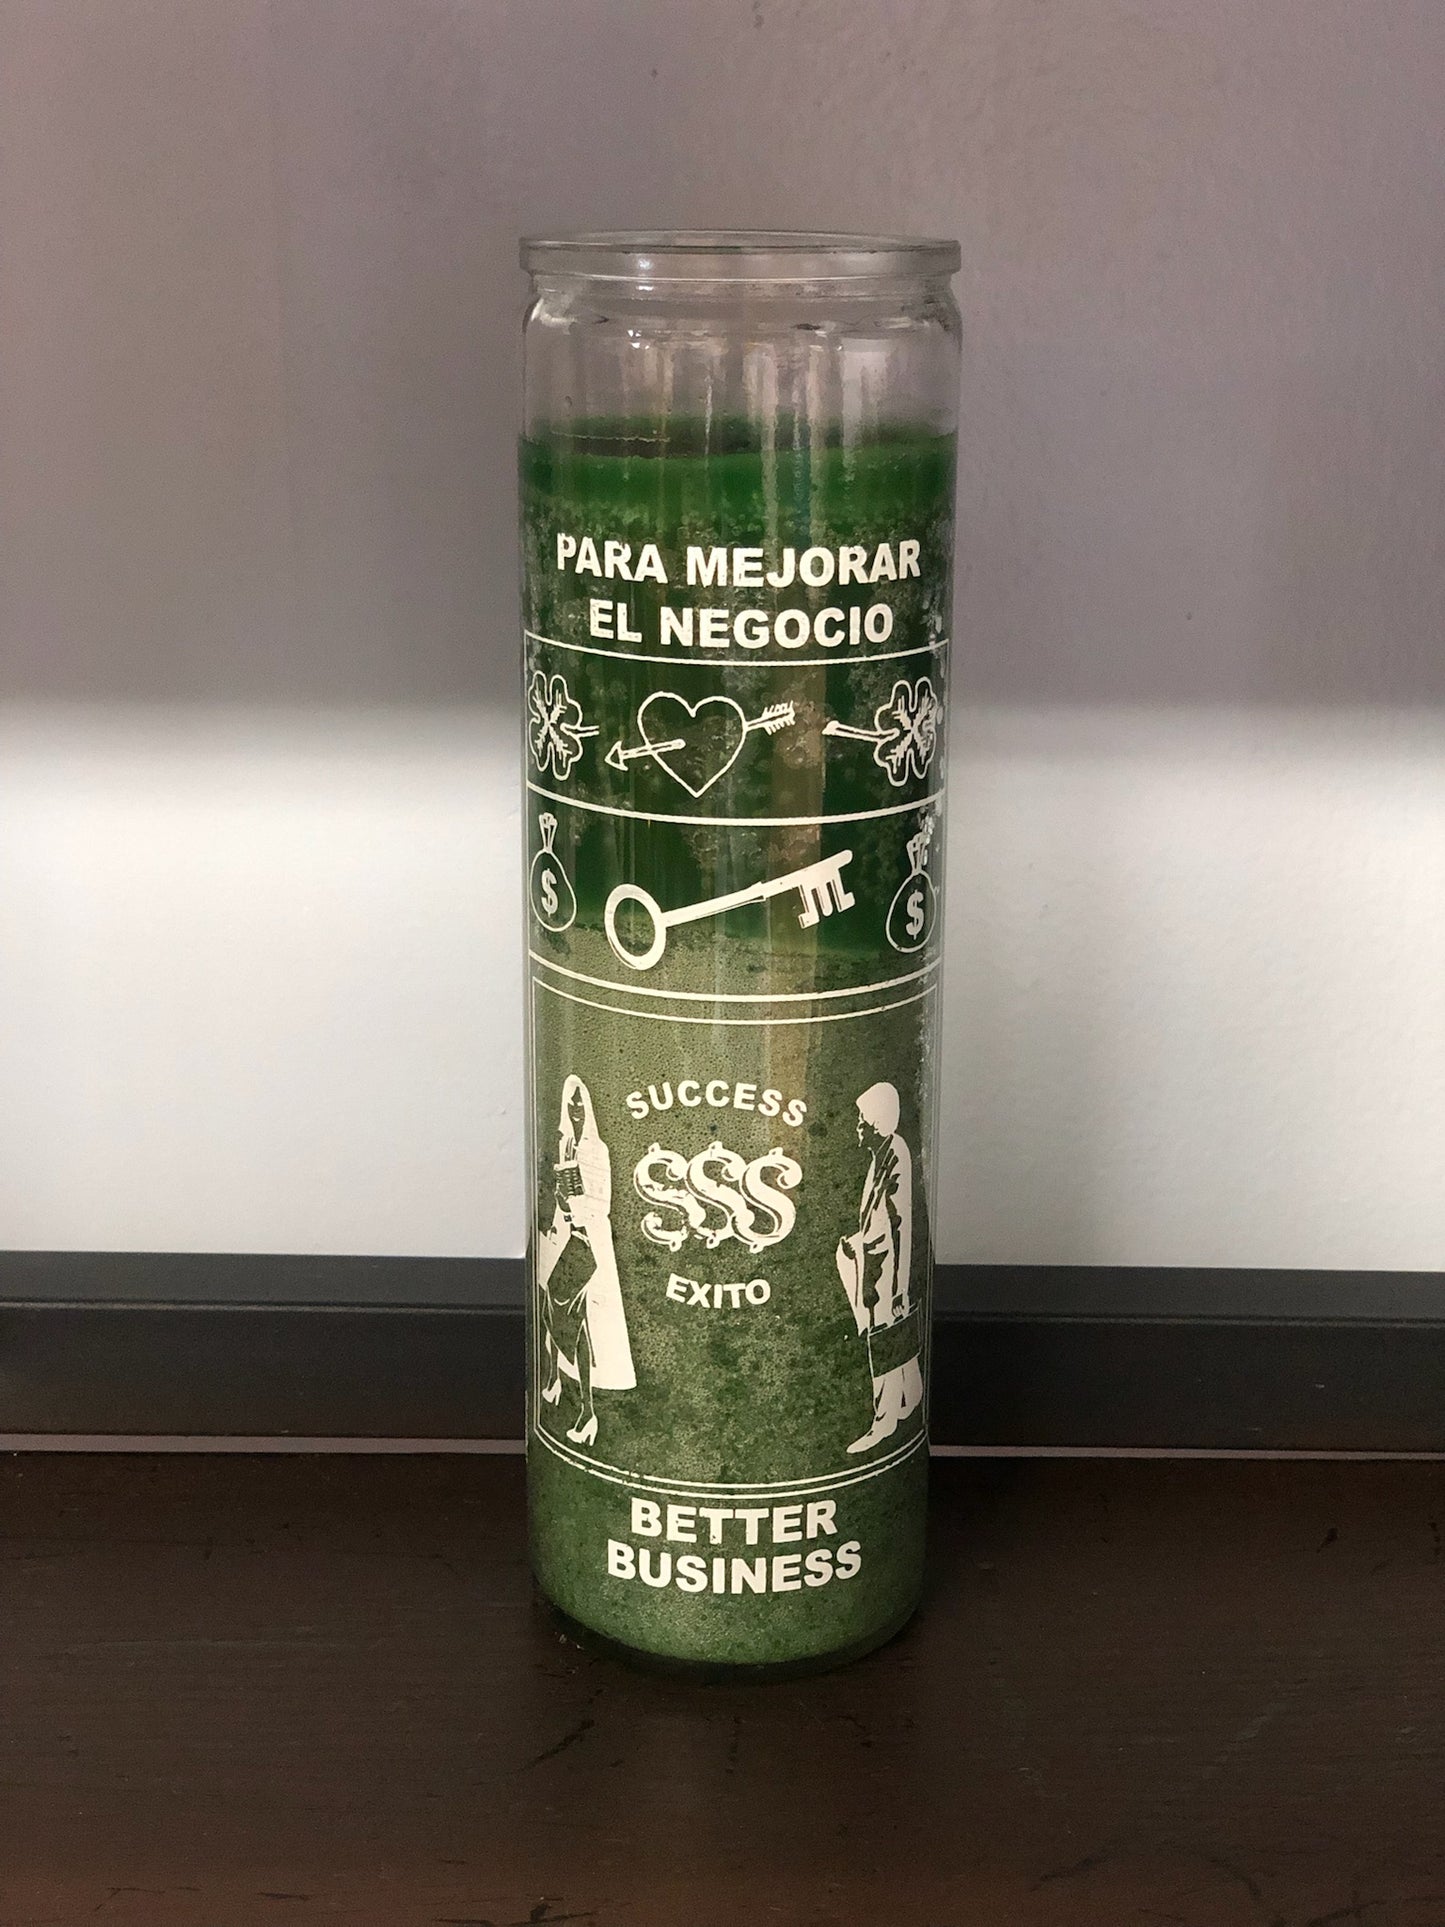 PARA MEJORAR
EL NEGOCIO
$
$
SUCCESS
$$$
EXITO
BETTER
BUSINESS